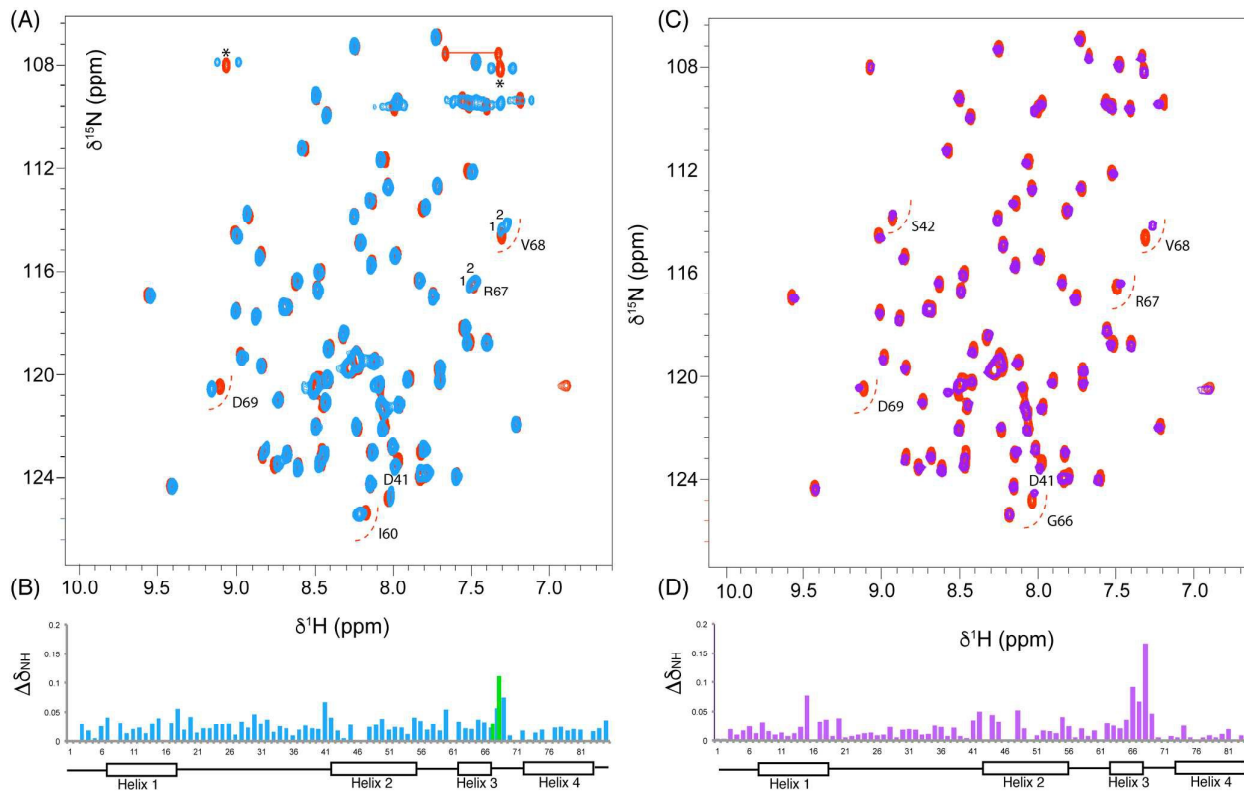 (A)
*
108
112
116
120
124
δ15N (ppm)
*
2
1
V68
2
1
R67
D69
D41
I60
10.0 9.0 8.5 8.0 7.5 7.0
δ1H (ppm)
(C)
108
112
116
120
124
δ15N (ppm)
S42
V68
R67
D69
D41
G66
10.0 9.0 8.5 8.0 7.5 7.0
δ1H (ppm)
(B)
ΔδNH
0.2
0.15
0.1
0.05
0
1 6 11 16 21 26 31 36 41 46 51 56 61 66 71 76 81
Helix 1 Helix 2 Helix 3 Helix 4
(D)
ΔδNH
0.2
0.15
0.1
0.05
0
1 6 11 16 21 26 31 36 41 46 51 56 61 66 71 76 81
Helix 1 Helix 2 Helix 3 Helix 4